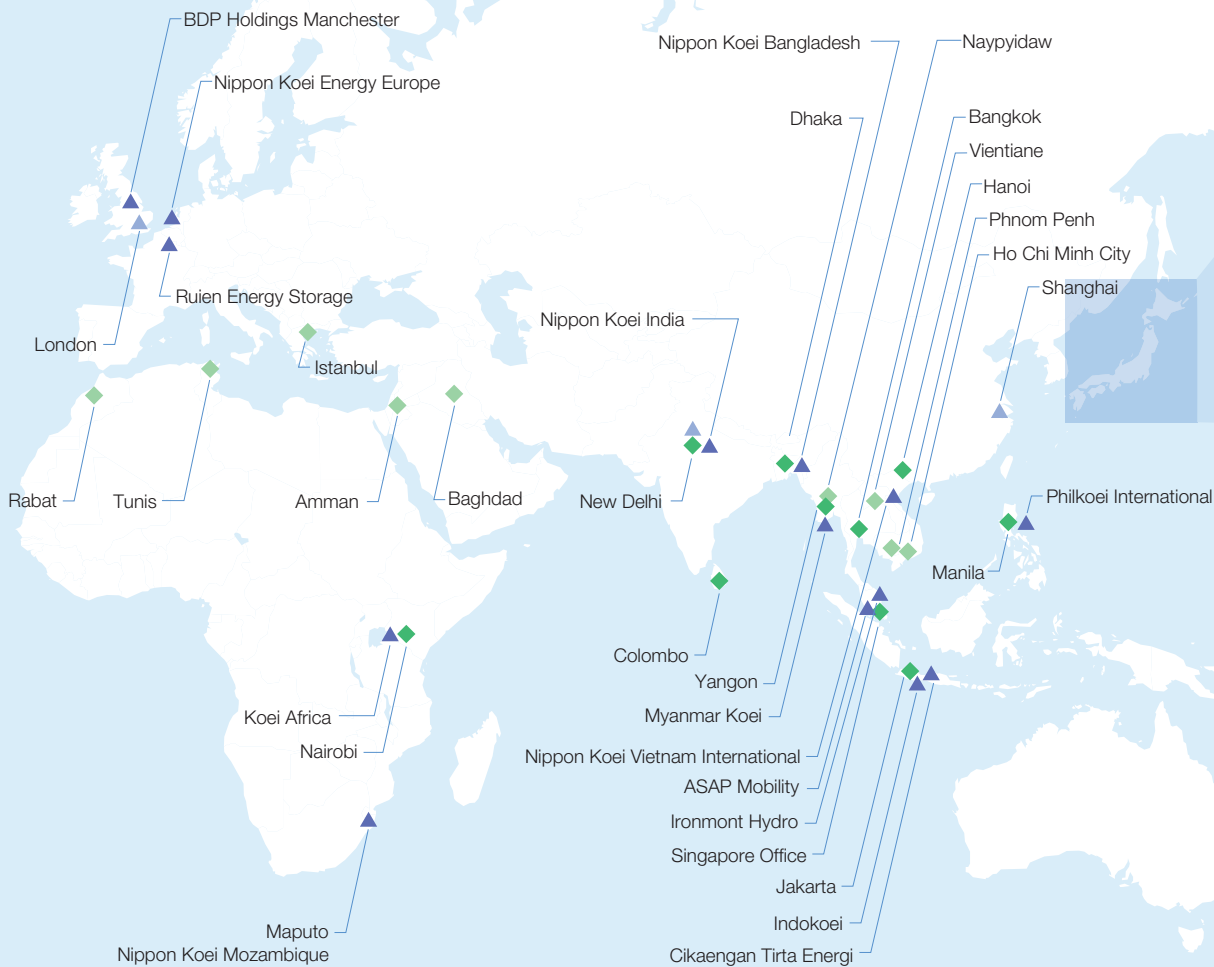 BDP Holdings Manchester
Nippon Koei Energy Europe
Ruien Energy Storage
London
Istanbul
Rabat
Tunis
Amman
Baghdad
Koei Africa
Nairobi
Maputo
Nippon Koei Mozambique
Nippon Koei Bangladesh
Naypyidaw
Dhaka
Bangkok
Vientiane
Hanoi
Phnom Penh
Ho Chi Minh City
Shanghai
Nippon Koei India
New Delhi
Philkoei International
Manila
Colombo
Yangon
Myanmar Koei
Nippon Koei Vietnam International
ASAP Mobility
Ironmont Hydro
Singapore Office
Jakarta
Indokoei
Cikaengan Tirta Energi